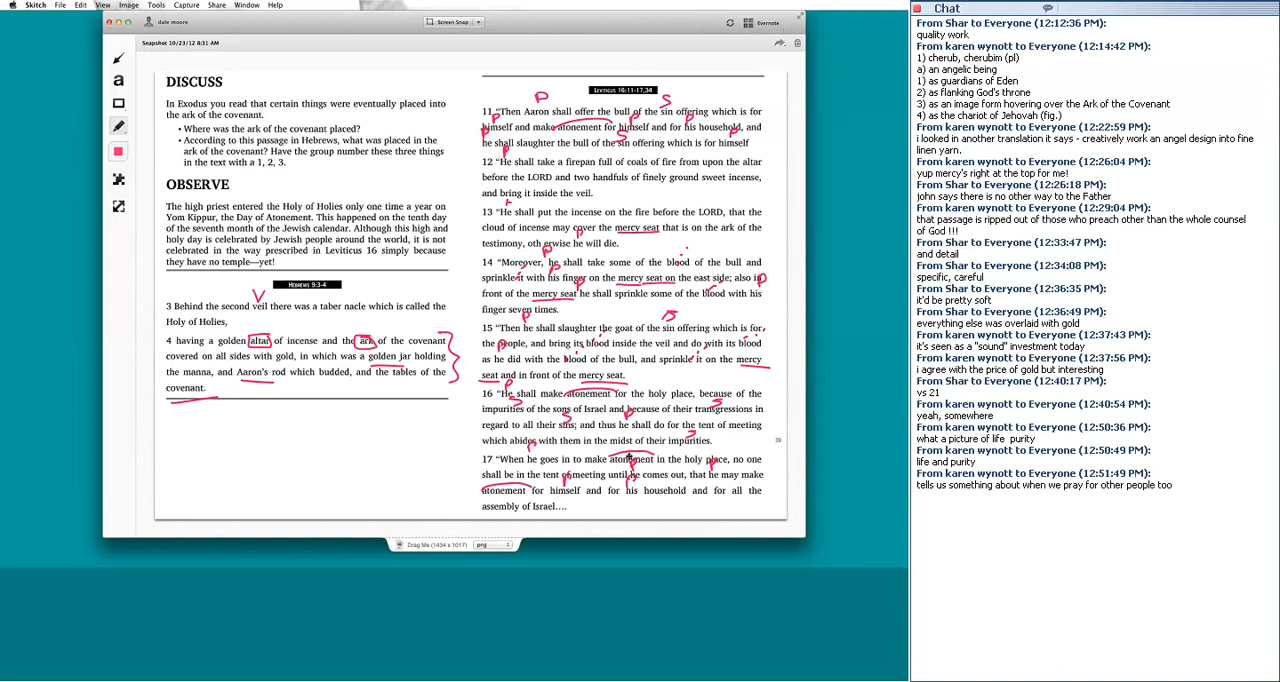 Skitch File Edit View Image Tools Capture Share Window Help
dale moore
Screen Snap
Evernote
Snapshot 10/23/12 8:31 AM
a
DISCUSS
In Exodus you read that certain things were eventually placed into
the ark of the covenant.
• Where was the ark of the covenant placed?
• According to this passage in Hebrews, what was placed in
the ark of the covenant? Have the group number these three things
in the text with a 1, 2, 3.
OBSERVE
The high priest entered the Holy of Holies only one time a year on
Yom Kippur, the Day of Atonement. This happened on the tenth day
of the seventh month of the Jewish calendar. Although this high and
holy day is celebrated by Jewish people around the world, it is not
celebrated in the way prescribed in Leviticus 16 simply because
they have no temple—yet!
HEBREWS 9:3-4
V
3 Behind the second veil there was a taber nacle which is called the
Holy of Holies,
4 having a golden altar of incense and the ark of the covenant
covered on all sides with gold, in which was a golden jar holding
the manna, and Aaron's rod which budded, and the tables of the
covenant.
LEVITICUS 16:11-17,34
11 “Then Aaron shall offer the bull of the sin offering which is for
himself and make atonement for himself and for his household, and
he shall slaughter the bull of the sin offering which is for himself
12 “He shall take a firepan full of coals of fire from upon the altar
before the LORD and two handfuls of finely ground sweet incense,
and bring it inside the veil.
13 “He shall put the incense on the fire before the LORD, that the
cloud of incense may cover the mercy seat that is on the ark of the
testimony, oth erwise he will die.
14 “Moreover, he shall take some of the blood of the bull and
sprinkle it with his finger on the mercy seat on the east side; also in
front of the mercy seat he shall sprinkle some of the blood with his
finger seven times.
15 “Then he shall slaughter the goat of the sin offering which is for
the people, and bring its blood inside the veil and do with its blood
as he did with the blood of the bull, and sprinkle it on the mercy
seat and in front of the mercy seat.
16 “He shall make atonement for the holy place, because of the
impurities of the sons of Israel and because of their transgressions in
regard to all their sins; and thus he shall do for the tent of meeting
which abides with them in the midst of their impurities.
39
17 “When he goes in to make atonement in the holy place, no one
shall be in the tent of meeting until he comes out, that he may make
atonement for himself and for his household and for all the
assembly of Israel….
Drag Me (1434 x 1017) png
Chat
From Shar to Everyone (12:12:36 PM):
quality work
From karen wynott to Everyone (12:14:42 PM):
1) cherub, cherubim (pl)
a) an angelic being
1) as guardians of Eden
2) as flanking God's throne
3) as an image form hovering over the Ark of the Covenant
4) as the chariot of Jehovah (fig.)
From karen wynott to Everyone (12:22:59 PM):
i looked in another translation it says - creatively work an angel design into fine
linen yarn.
From karen wynott to Everyone (12:26:04 PM):
yup mercy's right at the top for me!
From Shar to Everyone (12:26:18 PM):
john says there is no other way to the Father
From karen wynott to Everyone (12:29:04 PM):
that passage is ripped out of those who preach other than the whole counsel
of God !!!
From karen wynott to Everyone (12:33:47 PM):
and detail
From karen wynott to Everyone (12:34:08 PM):
specific, careful
From karen wynott to Everyone (12:36:35 PM):
it'd be pretty soft
From karen wynott to Everyone (12:36:49 PM):
everything else was overlaid with gold
From karen wynott to Everyone (12:37:43 PM):
it's seen as a "sound" investment today
From karen wynott to Everyone (12:37:56 PM):
i agree with the price of gold but interesting
From karen wynott to Everyone (12:40:17 PM):
vs 21
From karen wynott to Everyone (12:40:54 PM):
yeah, somewhere
From karen wynott to Everyone (12:50:36 PM):
what a picture of life purity
From karen wynott to Everyone (12:50:49 PM):
life and purity
From karen wynott to Everyone (12:51:49 PM):
tells us something about when we pray for other people too